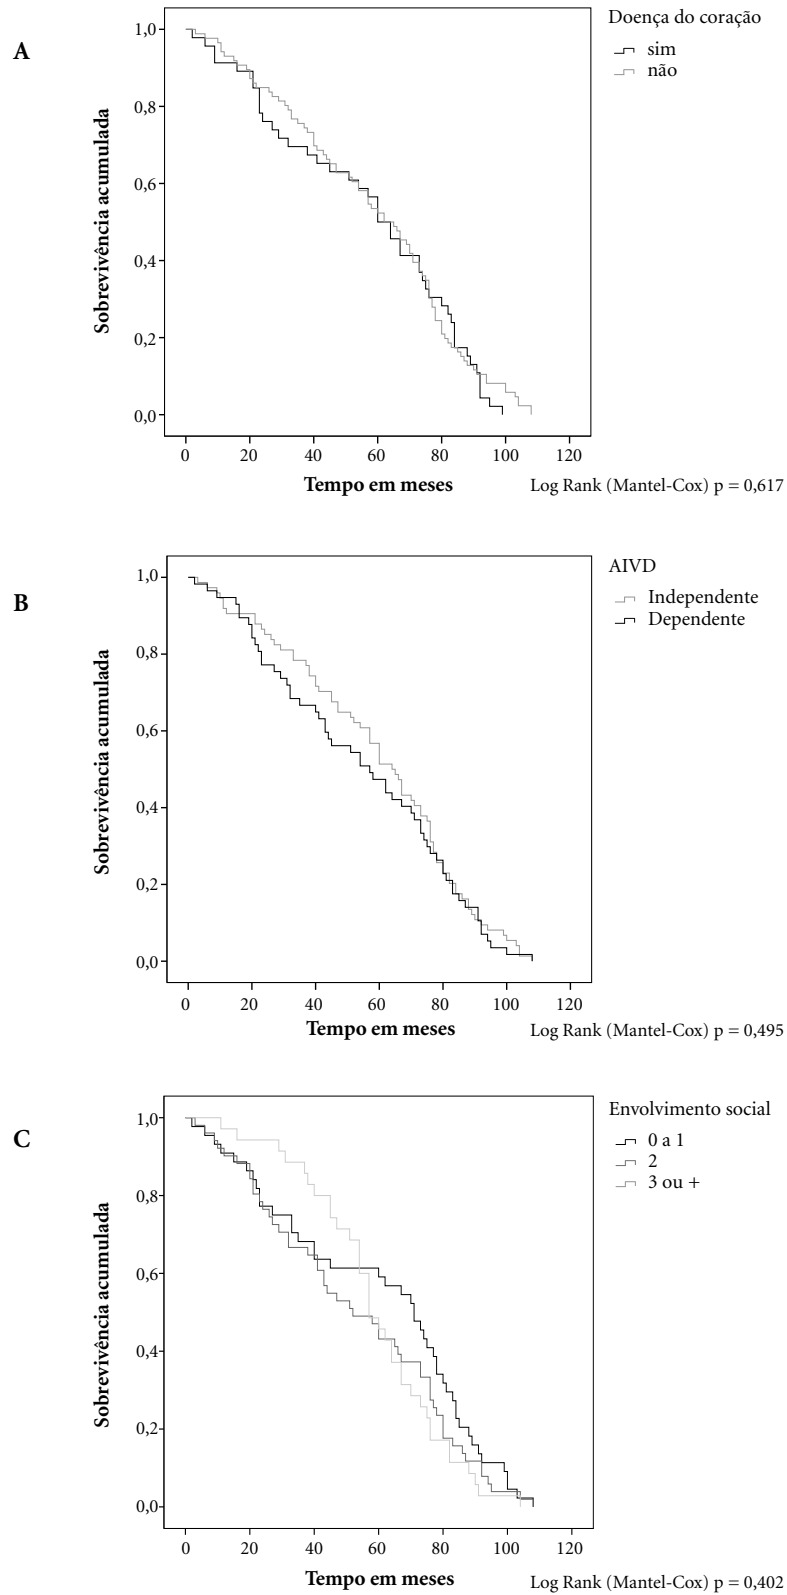 A
Doença do coração
sim
não
Sobrevivência acumulada
1,0
0,8
0,6
0,4
0,2
0,0
0 20 40 60 80 100 120
Tempo em meses
Log Rank (Mantel-Cox) p = 0,617
B
AIVD
Independente
Dependente
Sobrevivência acumulada
1,0
0,8
0,6
0,4
0,2
0,0
0 20 40 60 80 100 120
Tempo em meses
Log Rank (Mantel-Cox) p = 0,495
C
Envolvimento social
0 a 1
2
3 ou +
Sobrevivência acumulada
1,0
0,8
0,6
0,4
0,2
0,0
0 20 40 60 80 100 120
Tempo em meses
Log Rank (Mantel-Cox) p = 0,402